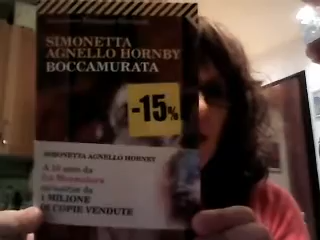 SIMONETTA
AGNELLO HORNBY
BOCCAMURATA
-15%
SIMONETTA AGNELLO HORNBY
A 10 anni da
La Mennulara
1 MILIONE
DI COPIE VENDUTE